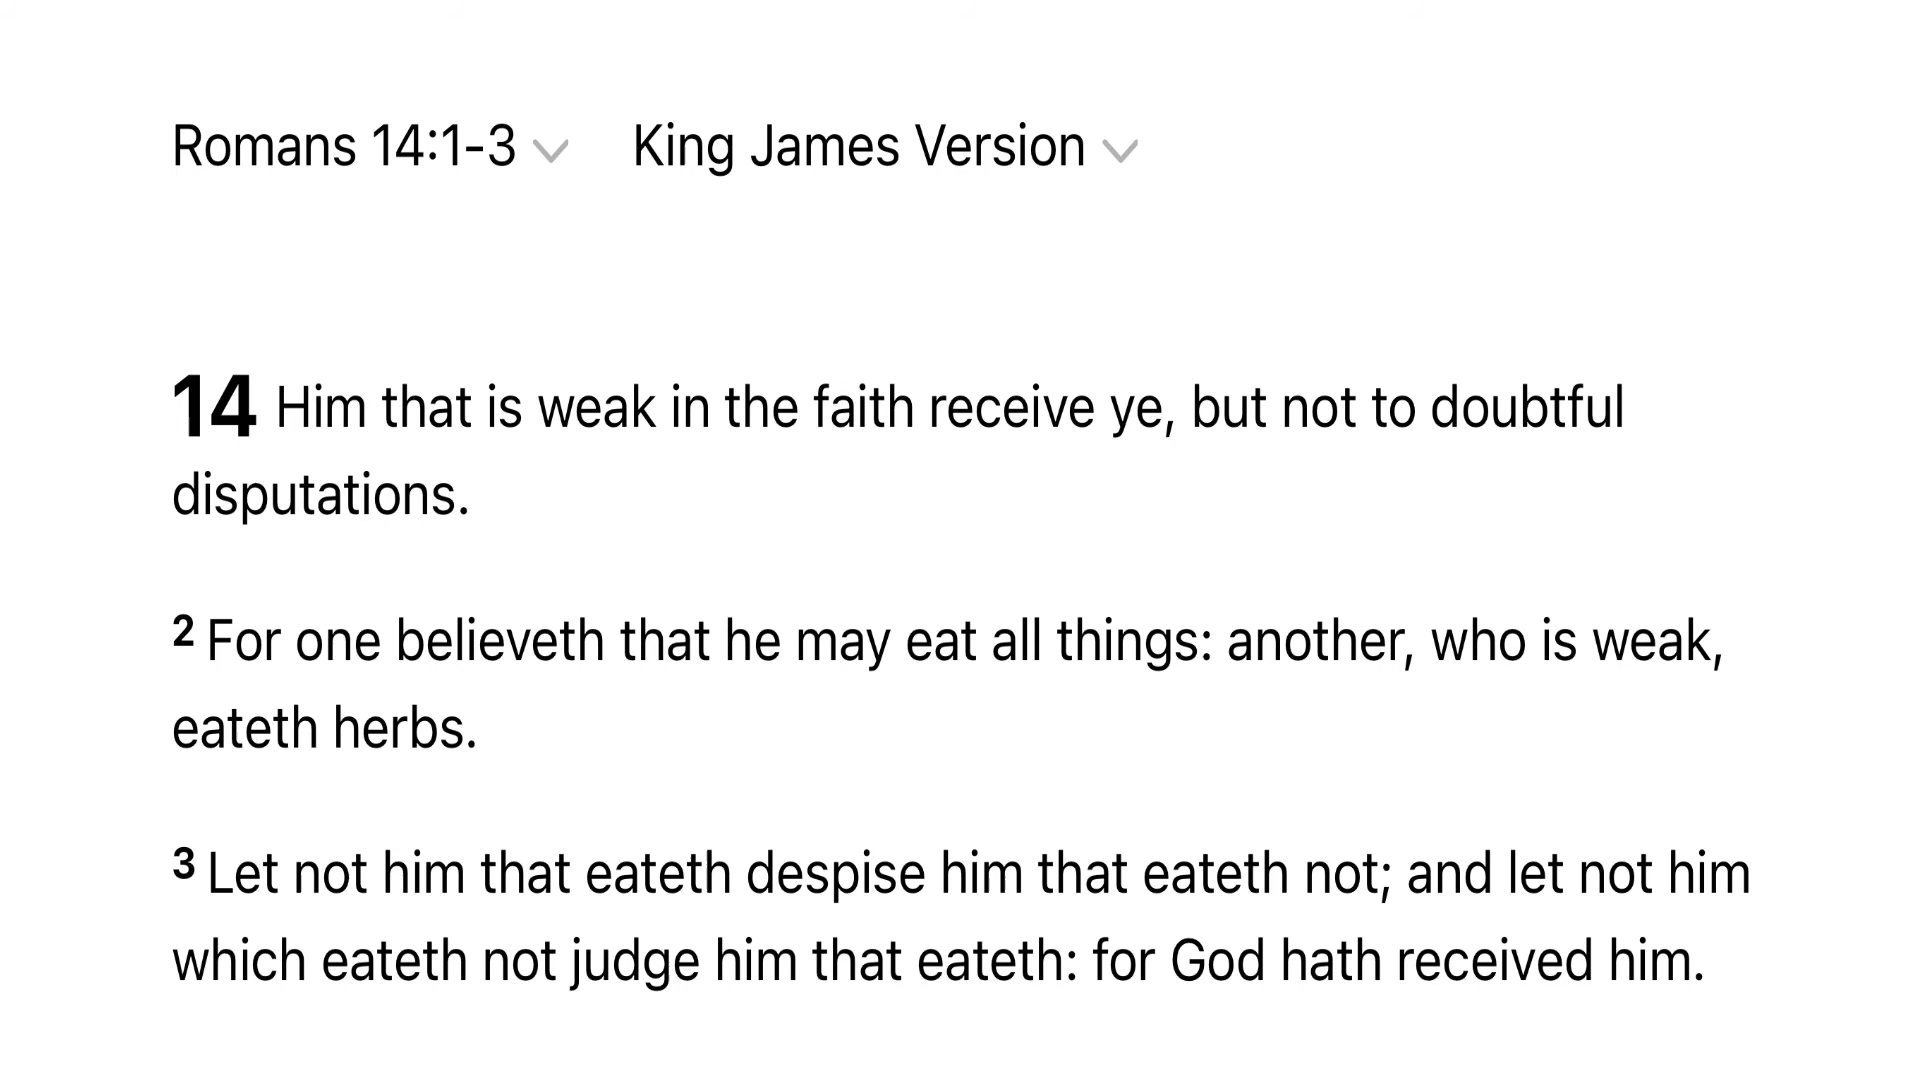 Romans 14:1-3 King James Version
14 Him that is weak in the faith receive ye, but not to doubtful
disputations.
2 For one believeth that he may eat all things: another, who is weak,
eateth herbs.
3 Let not him that eateth despise him that eateth not; and let not him
which eateth not judge him that eateth: for God hath received him.